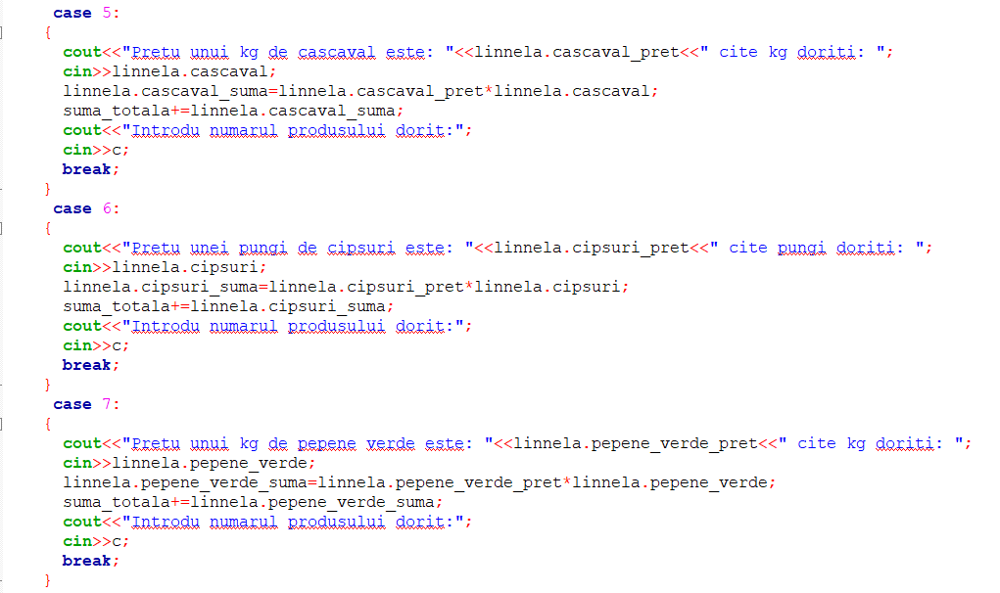 case 5:
{
cout<<"Pretu unui kg de cascaval este: "<<linnela.cascaval_pret<<" cite kg doriti: ";
cin>>linnela.cascaval;
linnela.cascaval_suma=linnela.cascaval_pret*linnela.cascaval;
suma_totala+=linnela.cascaval_suma;
cout<<"Introdu numarul produsului dorit:";
cin>>c;
break;
}
case 6:
{
cout<<"Pretu unei pungi de cipsuri este: "<<linnela.cipsuri_pret<<" cite pungi doriti: ";
cin>>linnela.cipsuri;
linnela.cipsuri_suma=linnela.cipsuri_pret*linnela.cipsuri;
suma_totala+=linnela.cipsuri_suma;
cout<<"Introdu numarul produsului dorit:";
cin>>c;
break;
}
case 7:
{
cout<<"Pretu unui kg de pepene verde este: "<<linnela.pepene_verde_pret<<" cite kg doriti: ";
cin>>linnela.pepene_verde;
linnela.pepene_verde_suma=linnela.pepene_verde_pret*linnela.pepene_verde;
suma_totala+=linnela.pepene_verde_suma;
cout<<"Introdu numarul produsului dorit:";
cin>>c;
break;
}